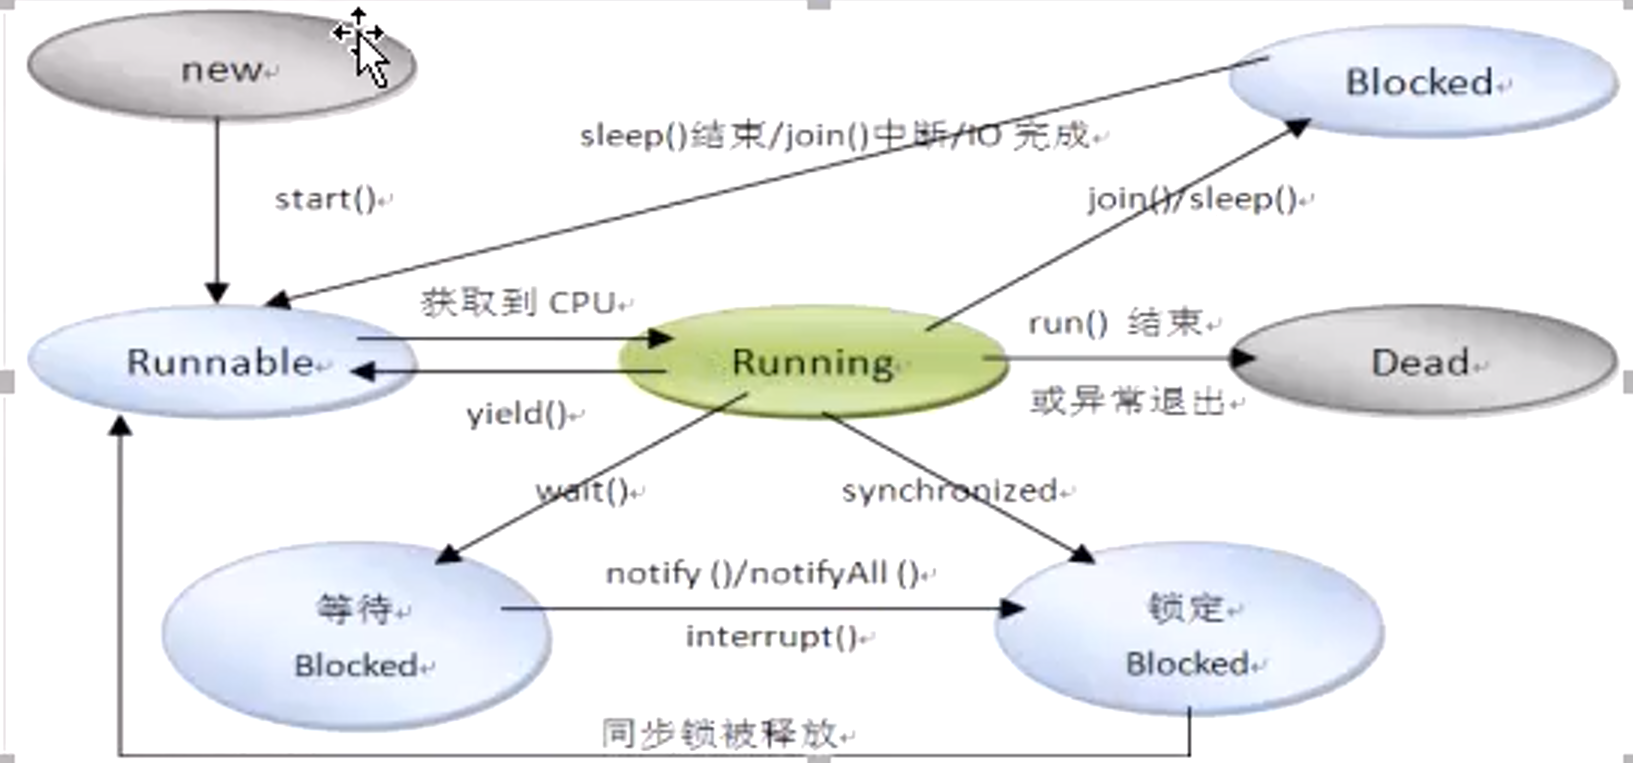 new
Blocked
sleep()结束/join()中断/IO 完成
start()
join()/sleep()
获取到 CPU
run() 结束
Runnable
Running
Dead
yield()
或异常退出
wait()
synchronized
notify ()/notifyAll ()
等待
锁定
interrupt()
Blocked
Blocked
同步锁被释放